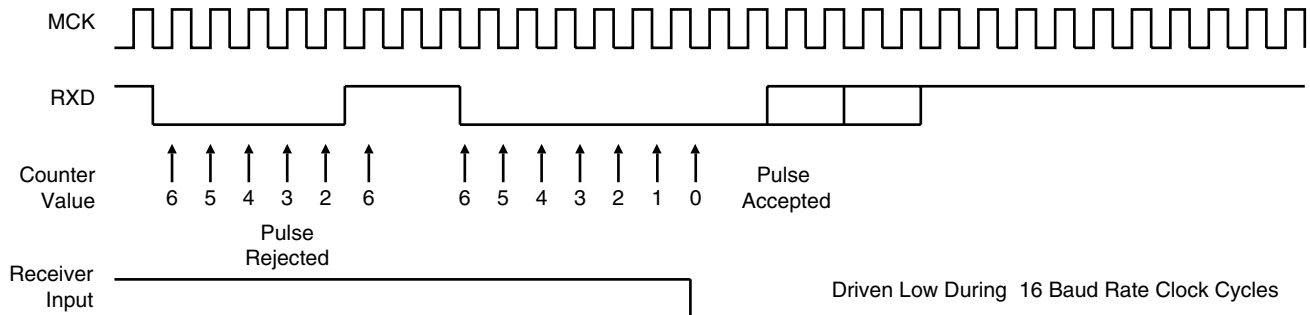 MCK
RXD
Counter
Value
6 5 4 3 2 6 6 5 4 3 2 1 0
Pulse
Accepted
Pulse
Rejected
Receiver
Input
Driven Low During 16 Baud Rate Clock Cycles